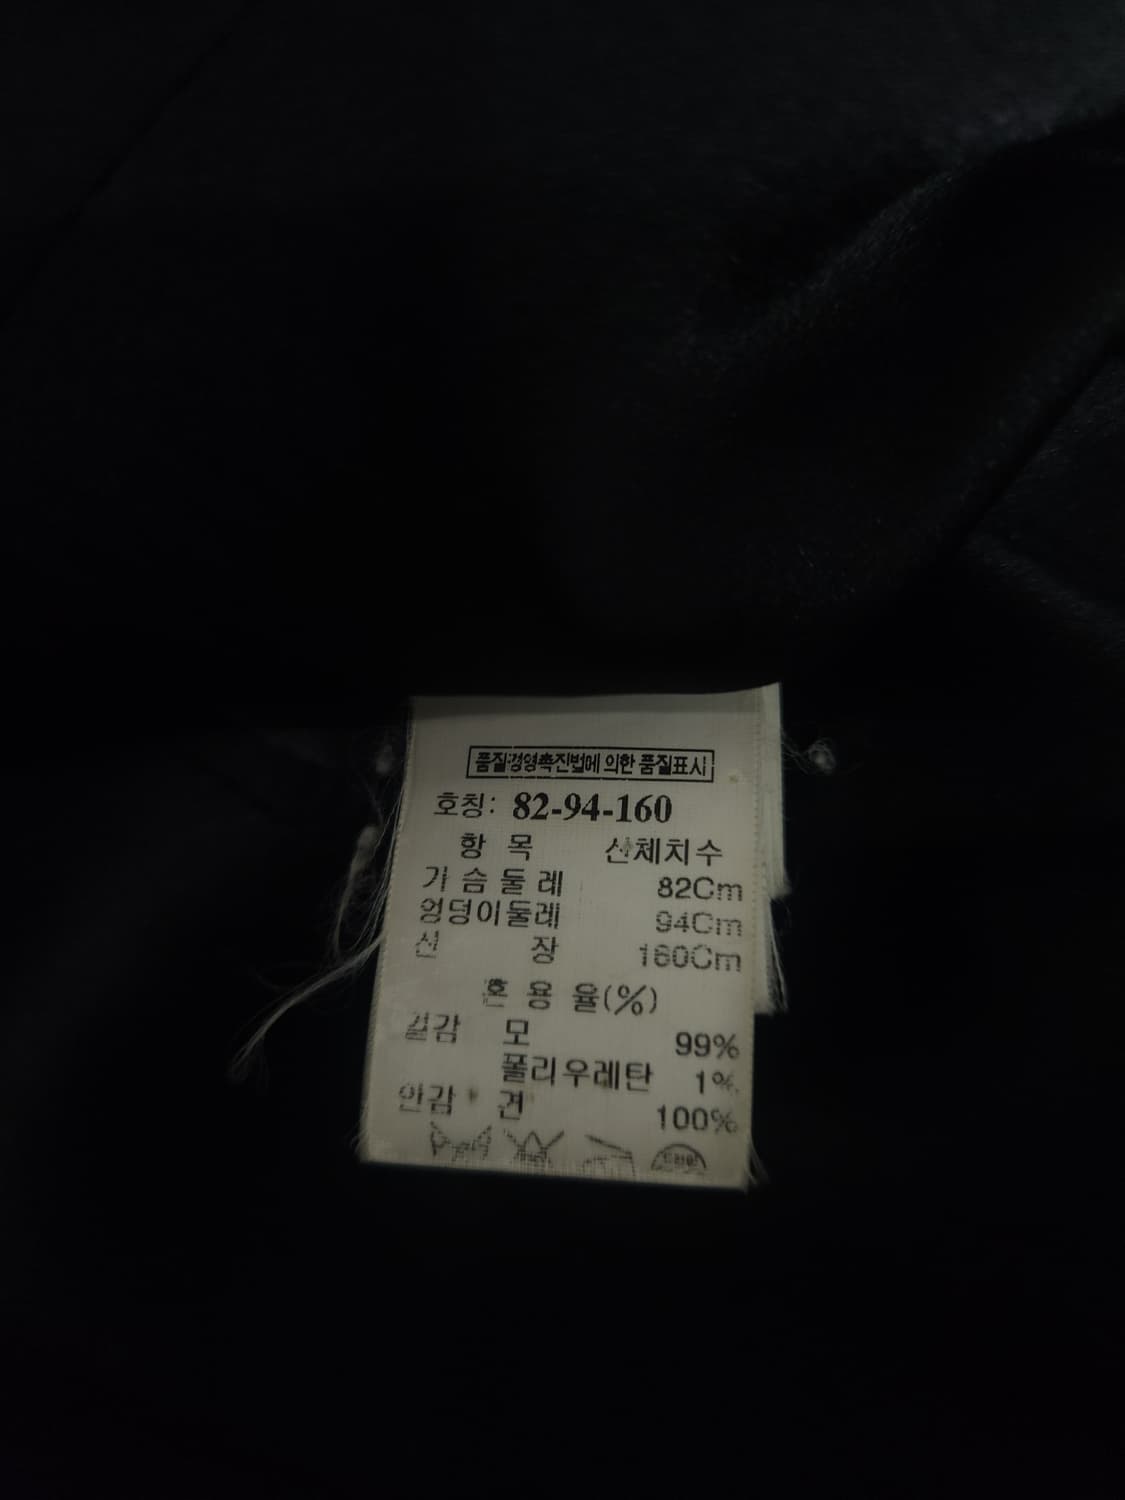 품질경영촉진법에 의한 품질표시
호칭: 82-94-160
항 목 신체치수
가 슴 둘 레 82Cm
엉덩이둘레 94Cm
신 장 160Cm
혼 용 율(%)
겉감 모 99%
폴리우레탄 1%
안감 견 100%